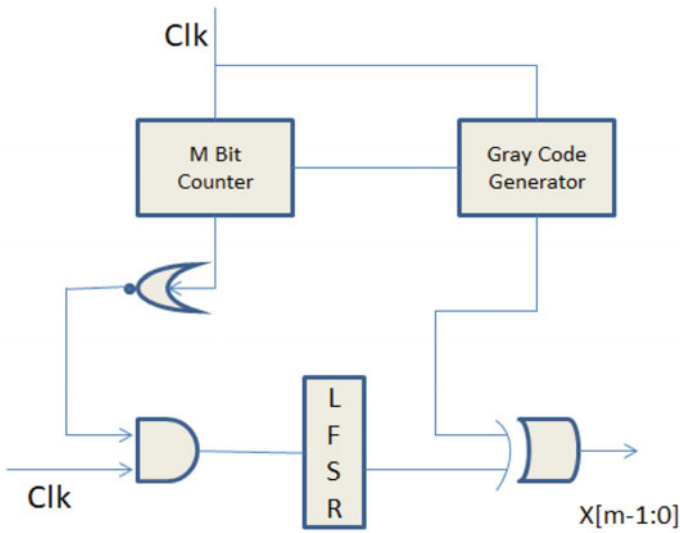 Clk
M Bit
Counter
Gray Code
Generator
L
F
S
R
Clk
X[m-1:0]